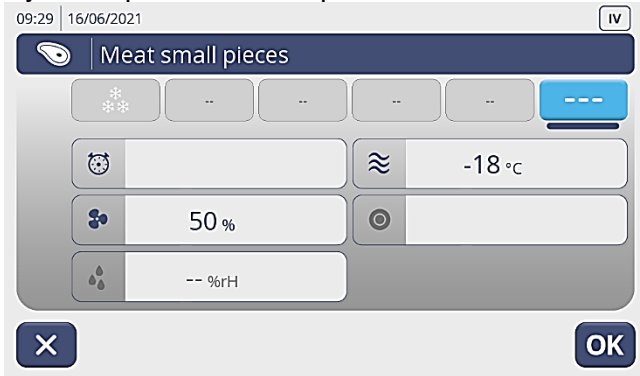 09:29 16/06/2021 IV
Meat small pieces
-- -- -- -- ---
-18 °C
50 %
-- %rH
OK